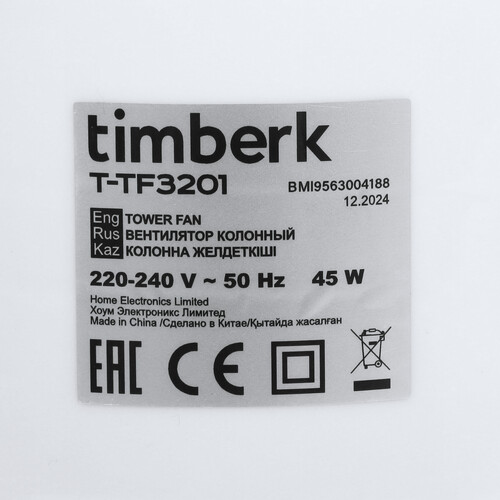 timberk
T-TF3201
BMI9563004188
12.2024
Eng TOWER FAN
Rus ВЕНТИЛЯТОР КОЛОННЫЙ
Kaz КОЛОННА ЖЕЛДЕТКІШІ
220-240 V ~ 50 Hz 45 W
Home Electronics Limited
Хоум Электроникс Лимитед
Made in China /Сделано в Китае/Қытайда жасалған
EAC CE